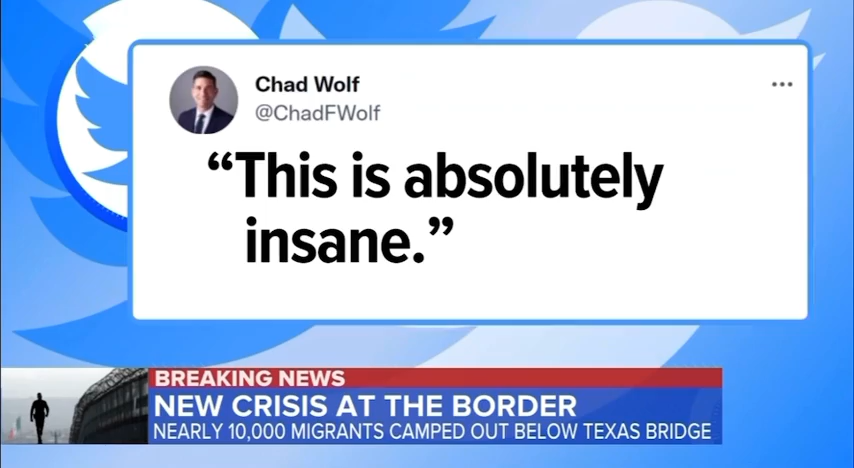 Chad Wolf
@ChadFWolf
“This is absolutely
insane.”
BREAKING NEWS
NEW CRISIS AT THE BORDER
NEARLY 10,000 MIGRANTS CAMPED OUT BELOW TEXAS BRIDGE